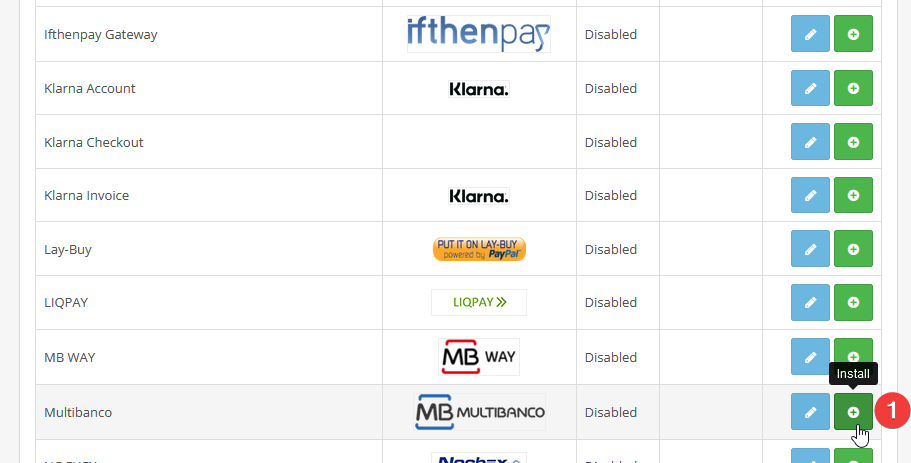 Ifthenpay Gateway ifthenpay Disabled
Klarna Account Klarna. Disabled
Klarna Checkout Disabled
Klarna Invoice Klarna. Disabled
Lay-Buy PUT IT ON LAY-BUY Disabled
powered by PayPal
LIQPAY LIQPAY Disabled
MB WAY MB WAY Disabled
Install
Multibanco MB MULTIBANCO Disabled 1